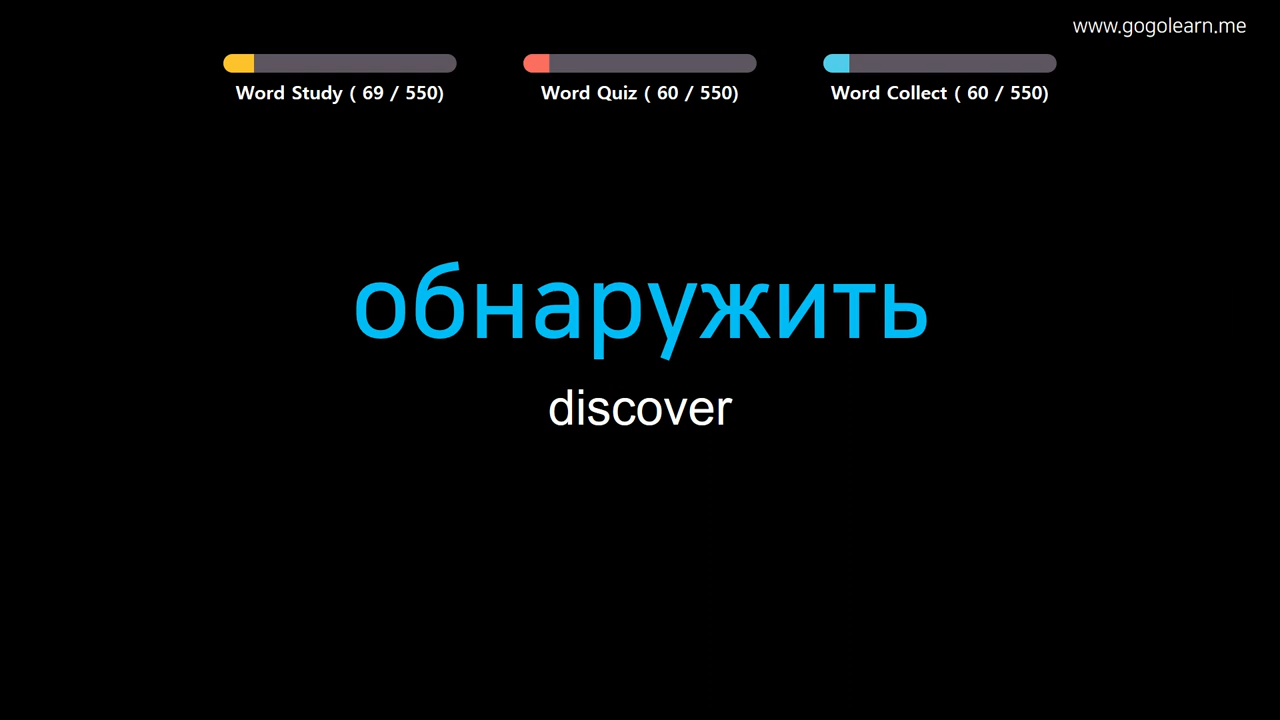 www.gogolearn.me
Word Study ( 69 / 550)
Word Quiz ( 60 / 550)
Word Collect ( 60 / 550)
обнаружить
discover